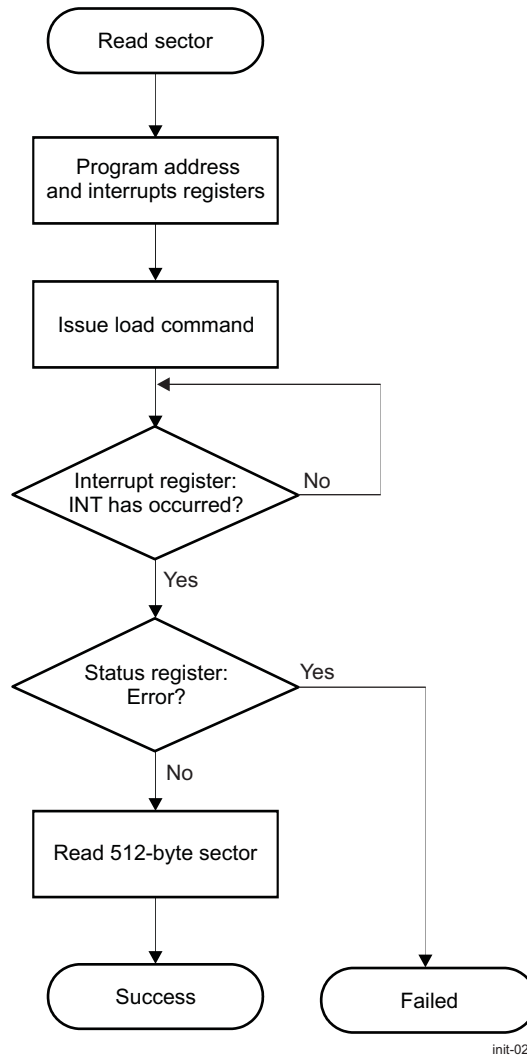 Read sector
Program address
and interrupts registers
Issue load command
Interrupt register:
INT has occurred?
No
Yes
Status register:
Error?
Yes
No
Read 512-byte sector
Success
Failed
init-02